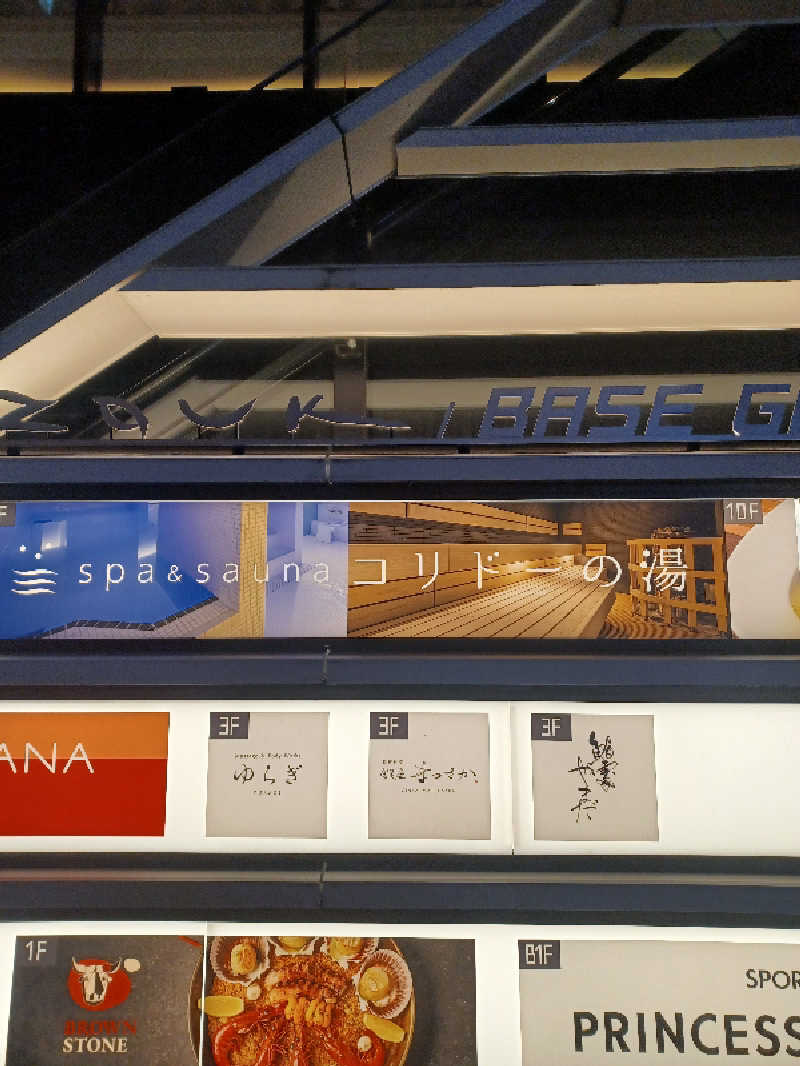 ZOUK / BASE G
F
spa&sauna コリドーの湯
10F
ANA
3F
ゆらぎ
3F
3F
1F
BROWN
STONE
B1F
SPOR
PRINCESS